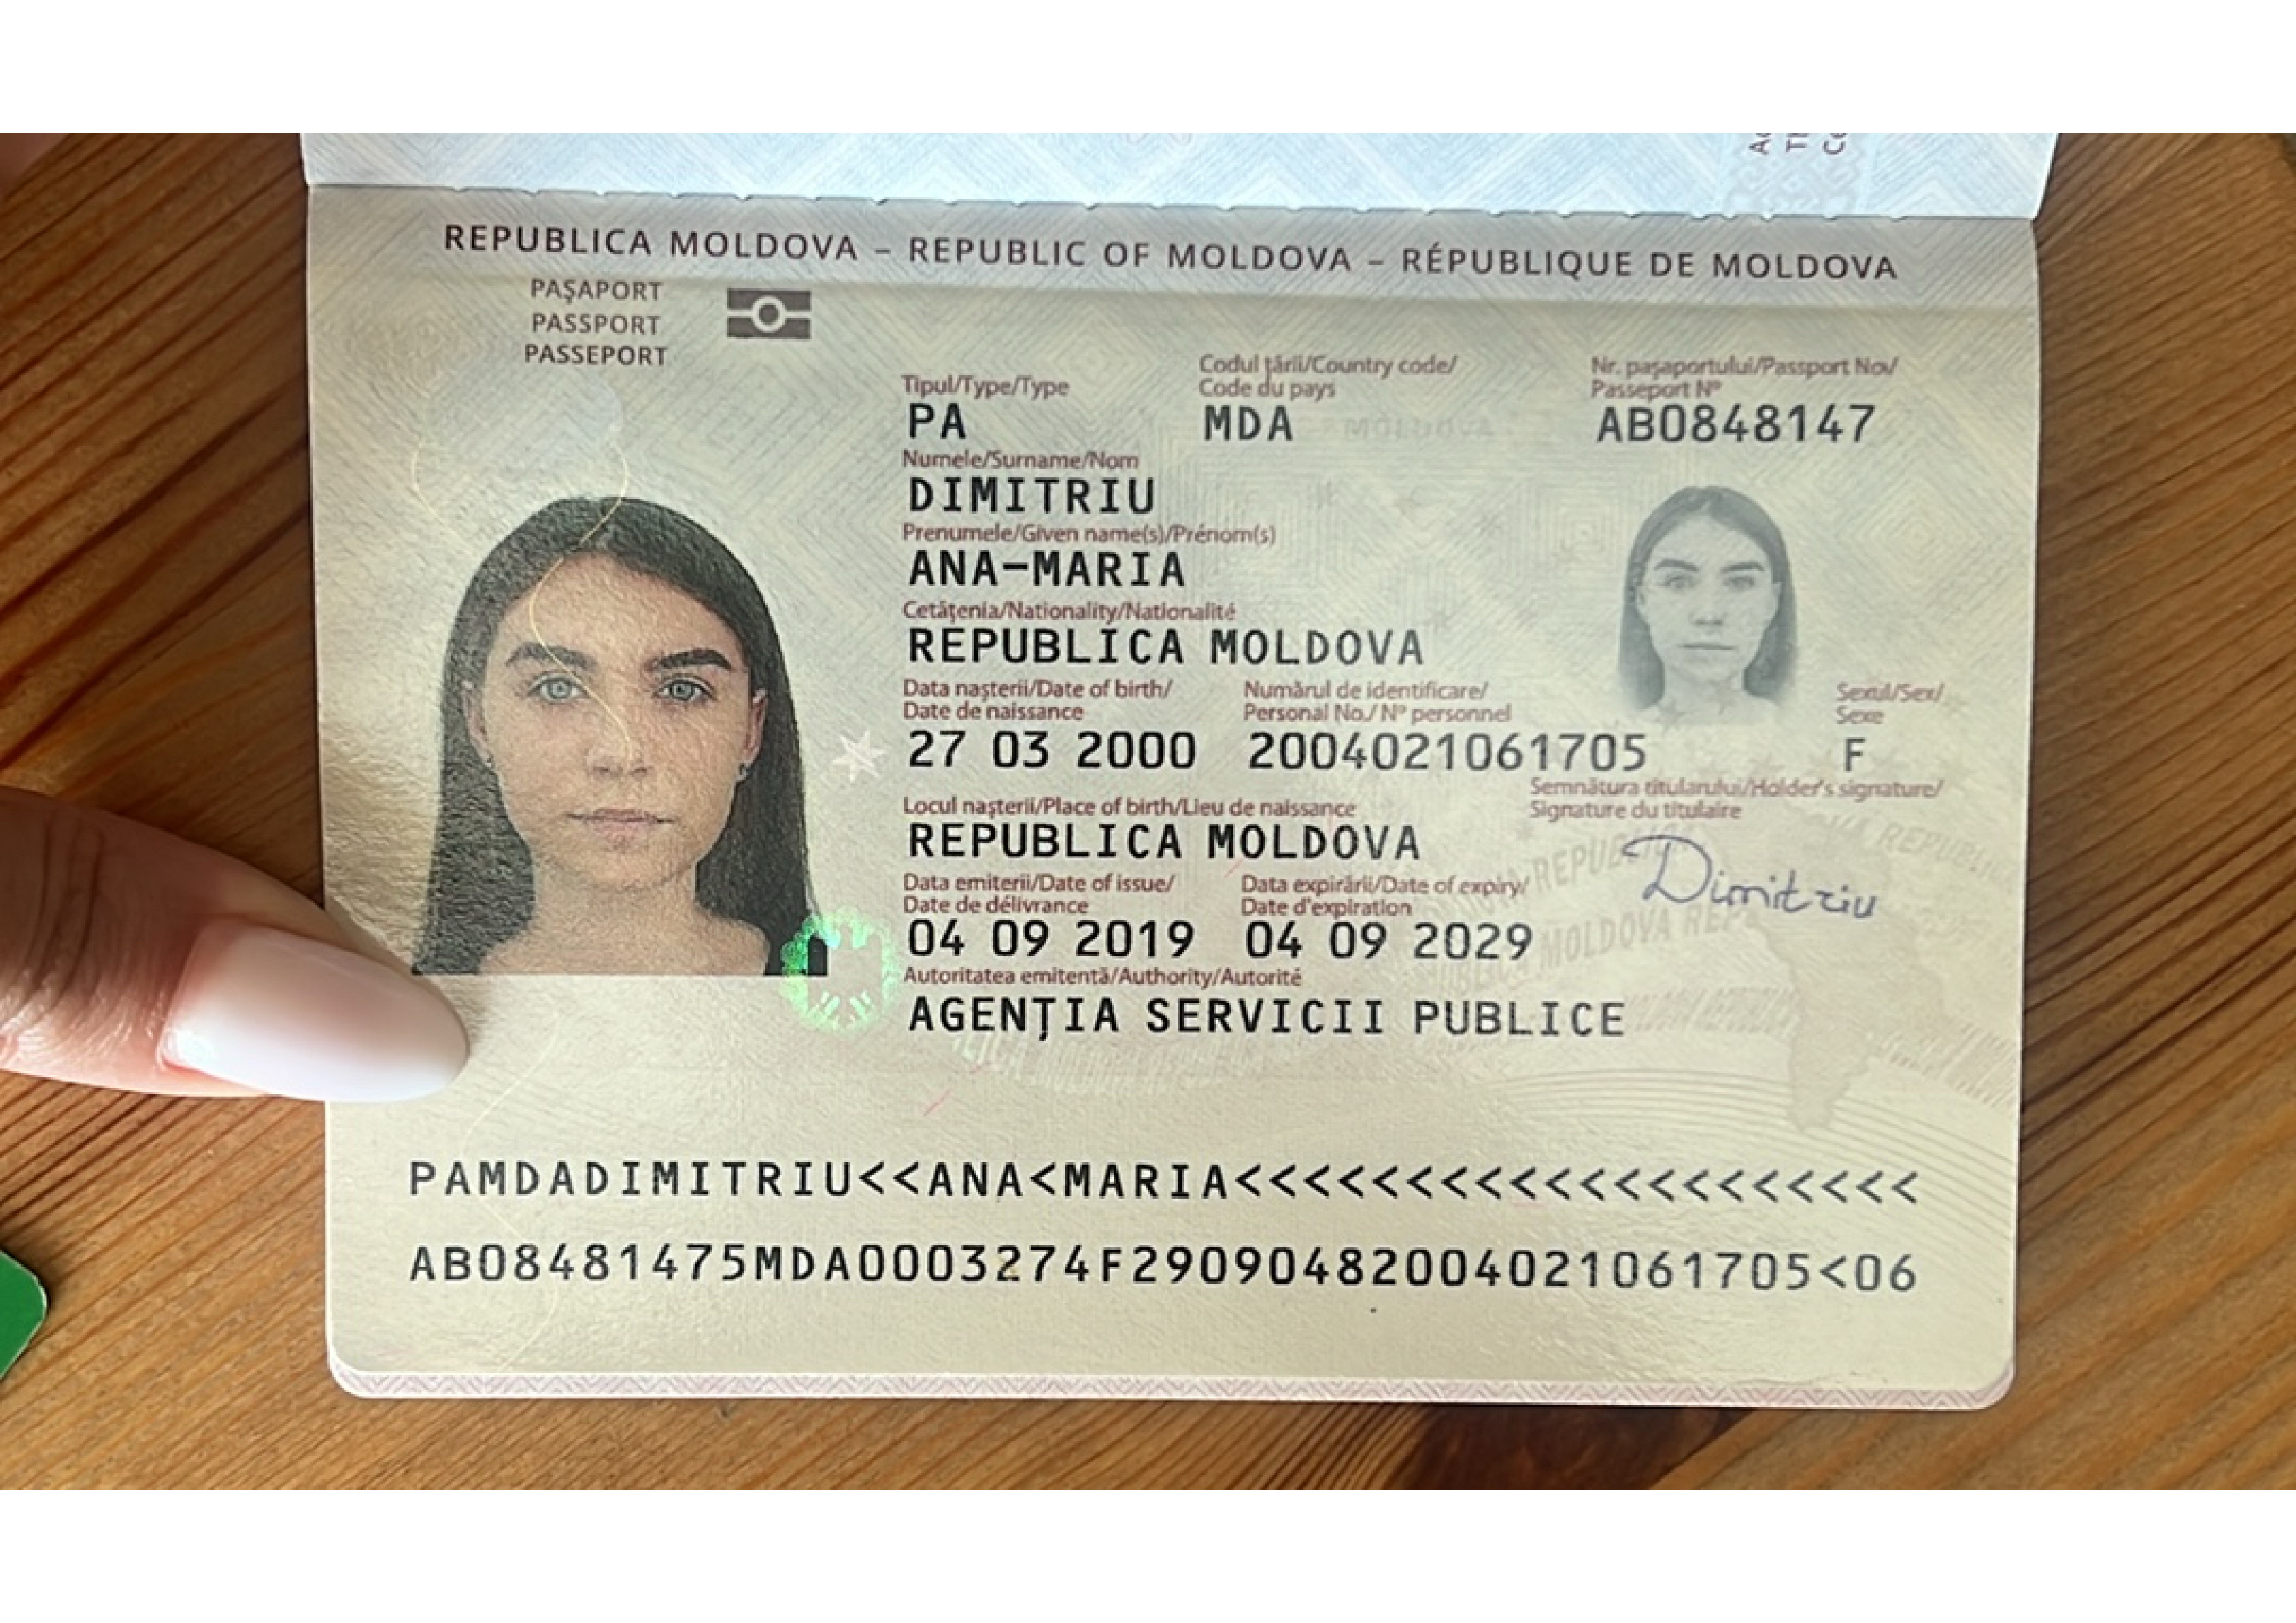 REPUBLICA MOLDOVA – REPUBLIC OF MOLDOVA – RÉPUBLIQUE DE MOLDOVA
PAŞAPORT
PASSPORT
PASSEPORT
Tipul/Type/Type
PA
Codul ţării/Country code/
Code du pays
MDA
Nr. paşaportului/Passport No/
Passeport N°
AB0848147
Numele/Surname/Nom
DIMITRIU
Prenumele/Given name(s)/Prénom(s)
ANA-MARIA
Cetăţenia/Nationality/Nationalité
REPUBLICA MOLDOVA
Data naşterii/Date of birth/
Date de naissance
27 03 2000
Numărul de identificare/
Personal No./ N° personnel
2004021061705
Sexul/Sex/
Sexe
F
Locul naşterii/Place of birth/Lieu de naissance
REPUBLICA MOLDOVA
Semnătura titularului/Holder's signature/
Signature du titulaire
Dimitriu
Data emiterii/Date of issue/
Date de délivrance
04 09 2019
Data expirării/Date of expiry/
Date d'expiration
04 09 2029
Autoritatea emitentă/Authority/Autorité
AGENȚIA SERVICII PUBLICE
PAMDADIMITRIU<<ANA<MARIA<<<<<<<<<<<<<<<<<<<<
AB08481475MDA0003274F29090482004021061705<06